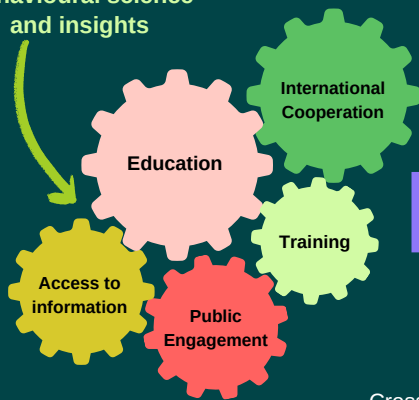 and insights
International
Cooperation
Education
Training
Access to
information
Public
Engagement